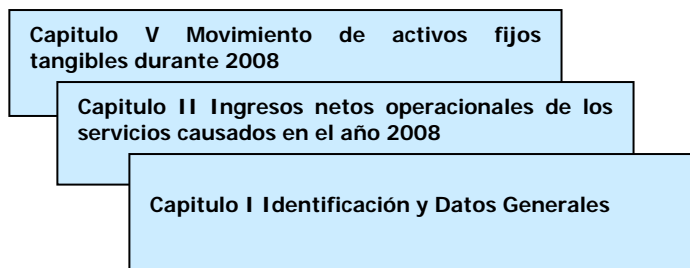 Capitulo V Movimiento de activos fijos
tangibles durante 2008
Capitulo II Ingresos netos operacionales de los
servicios causados en el año 2008
Capitulo I Identificación y Datos Generales